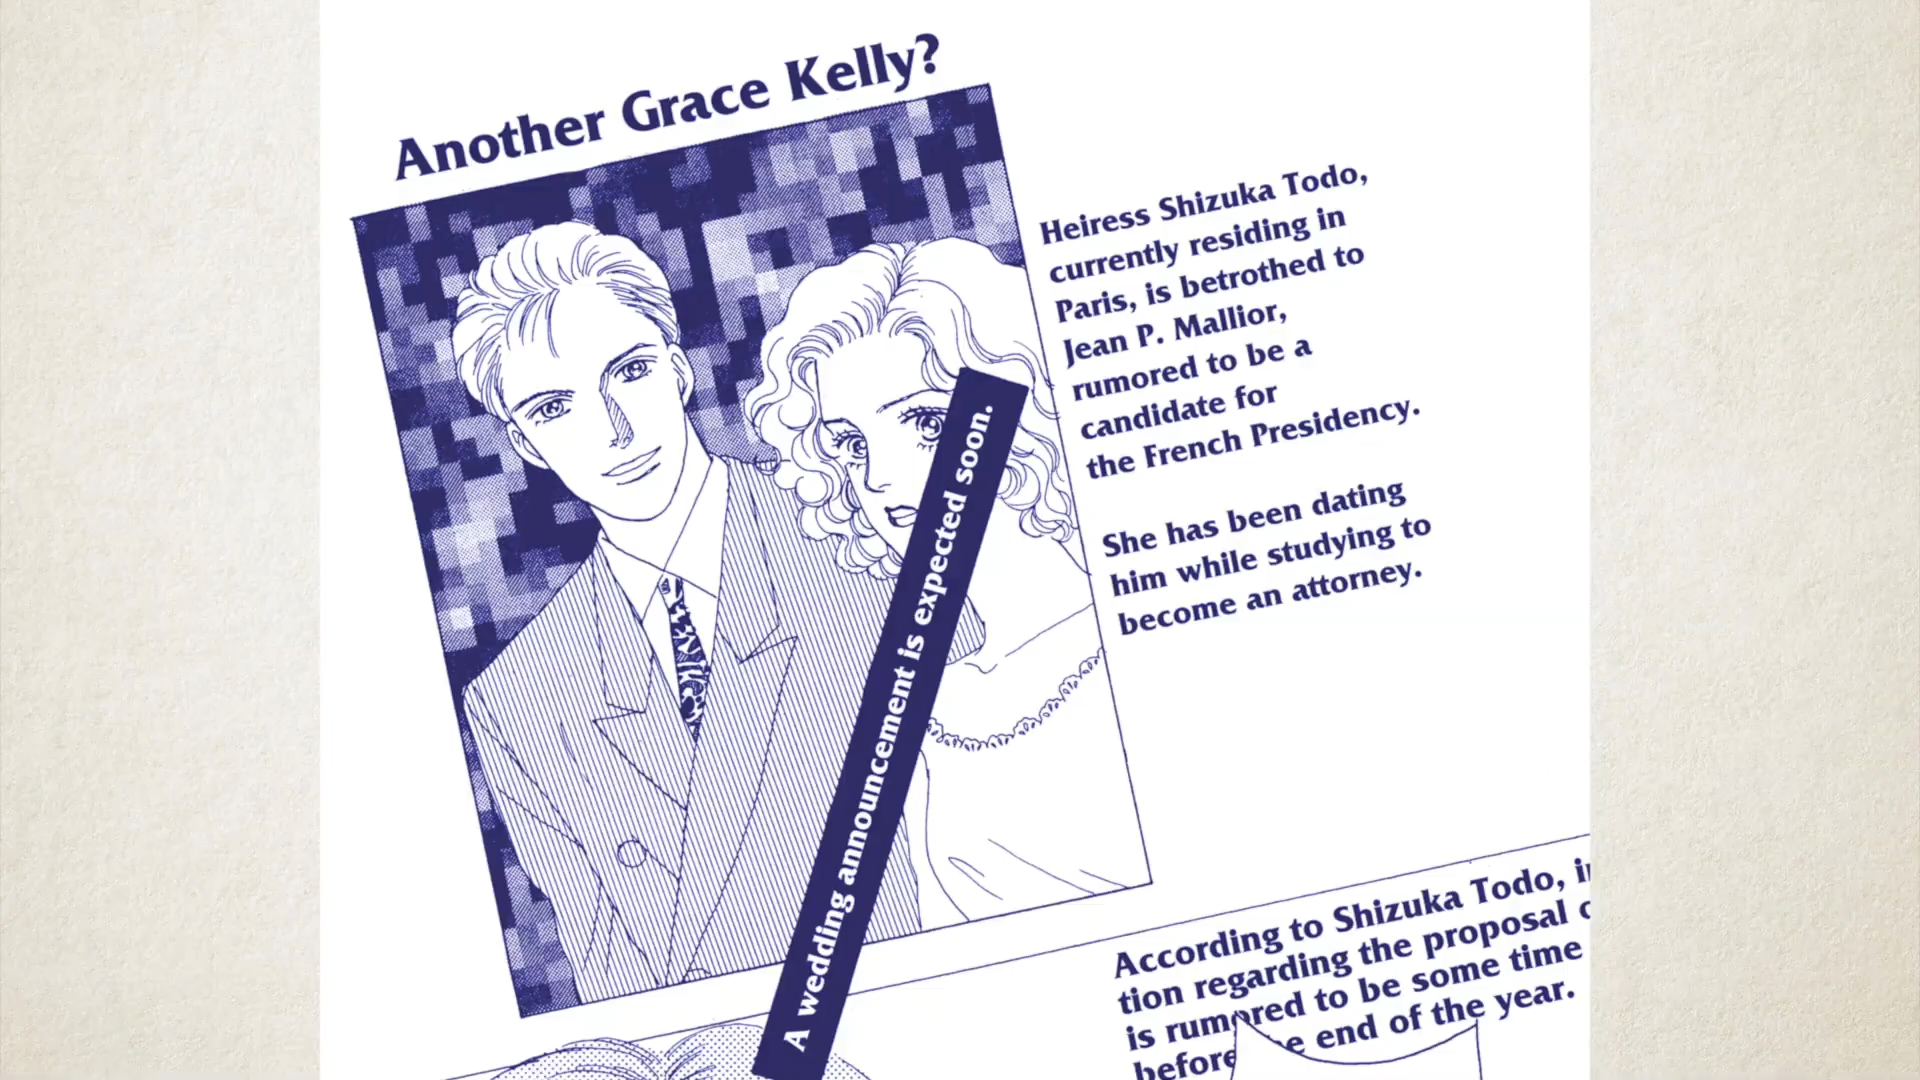 Another Grace Kelly?
Heiress Shizuka Todo,
currently residing in
Paris, is betrothed to
Jean P. Mallior,
rumored to be a
candidate for
the French Presidency.
She has been dating
him while studying to
become an attorney.
A wedding announcement is expected soon.
According to Shizuka Todo,
tion regarding the proposal
is rumored to be some time
before end of the year.